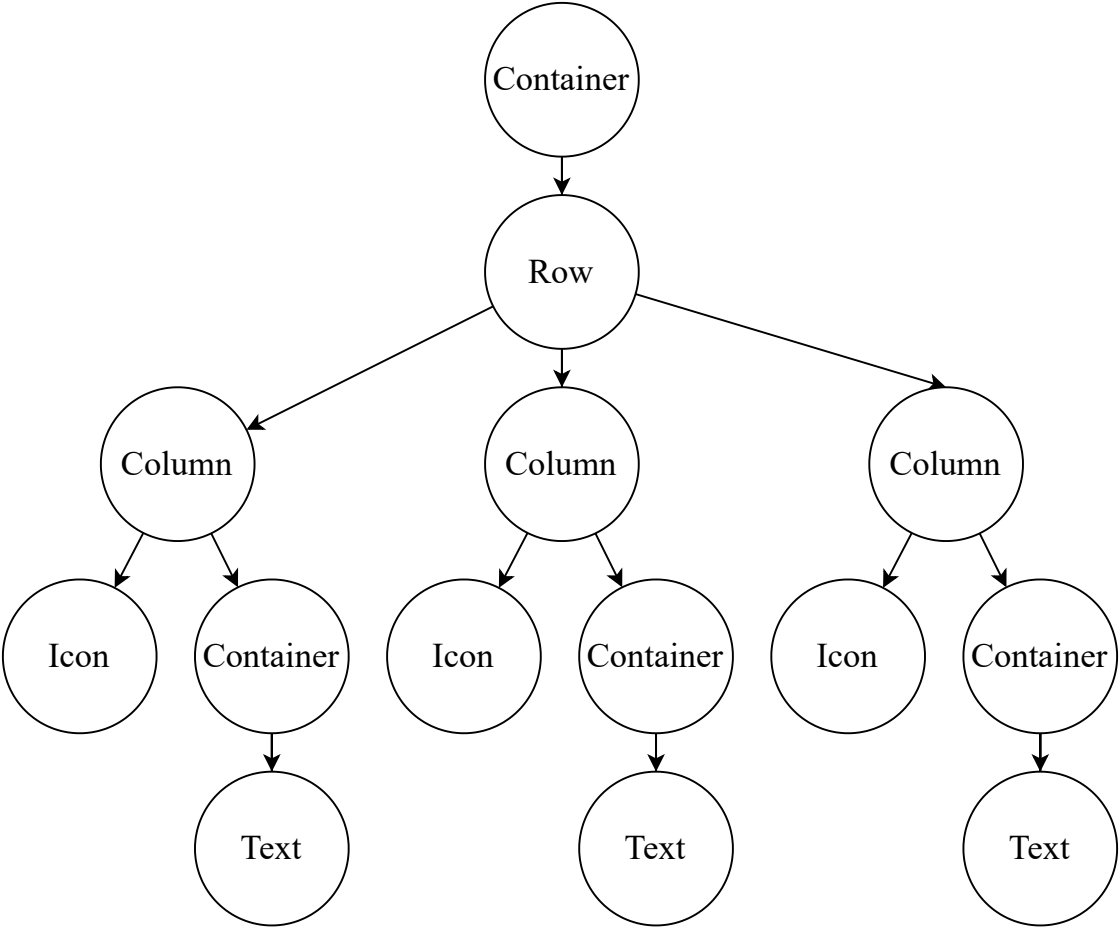 Container
Row
Column
Column
Column
Icon
Container
Icon
Container
Icon
Container
Text
Text
Text